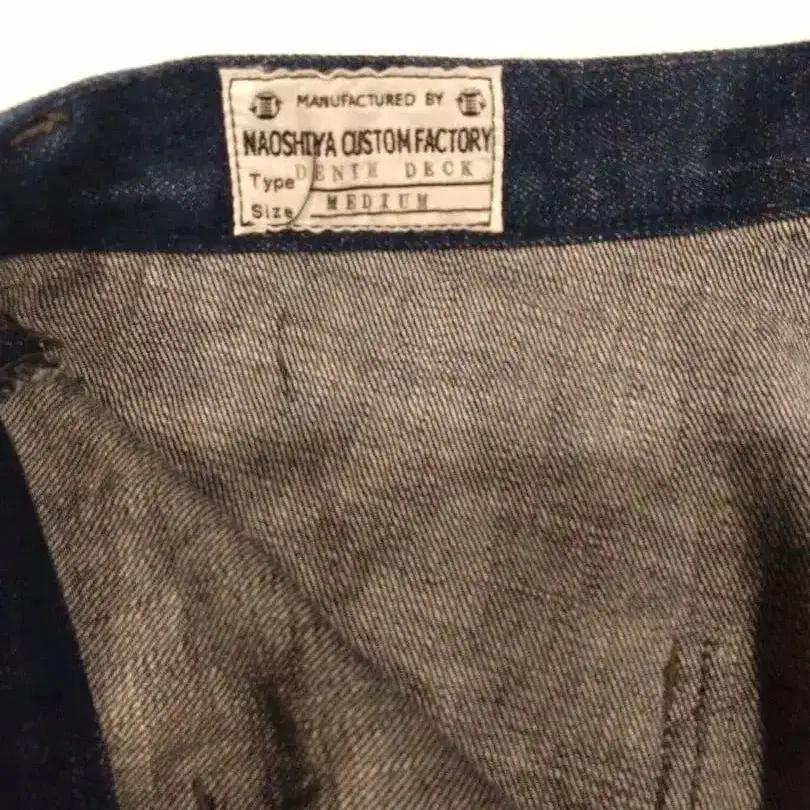 MANUFACTURED BY
NAOSHIYA CUSTOM FACTORY
Type DENIM DECK
Size MEDIUM